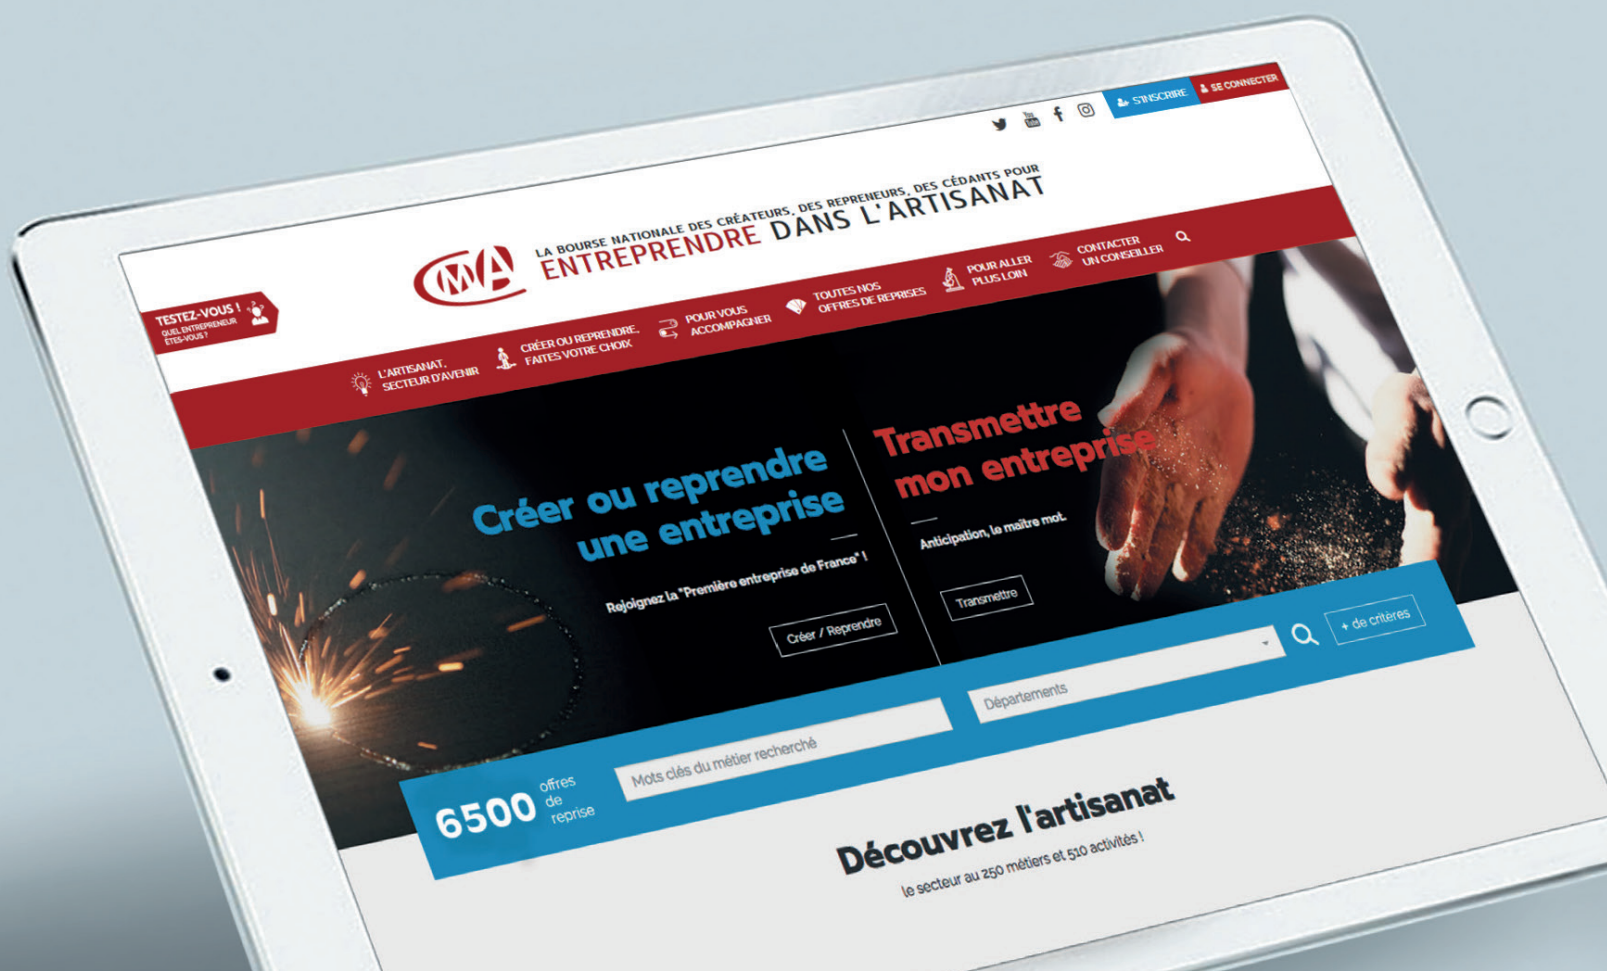 S'INSCRIRE
SE CONNECTER
You
Tube
CMA
LA BOURSE NATIONALE DES CRÉATEURS, DES REPRENEURS, DES CÉDANTS POUR
ENTREPRENDRE DANS L'ARTISANAT
TESTEZ-VOUS !
QUEL ENTREPRENEUR
ÊTES-VOUS ?
L'ARTISANAT,
SECTEUR D'AVENIR
CRÉER OU REPRENDRE,
FAITES VOTRE CHOIX
POUR VOUS
ACCOMPAGNER
TOUTES NOS
OFFRES DE REPRISES
POUR ALLER
PLUS LOIN
CONTACTER
UN CONSEILLER
Créer ou reprendre
une entreprise
Rejoignez la "Première entreprise de France" !
Créer / Reprendre
Transmettre
mon entreprise
Anticipation, le maître mot.
Transmettre
6500
offres
de
reprise
Mots clés du métier recherché
Départements
+ de critères
Découvrez l'artisanat
le secteur au 250 métiers et 510 activités !